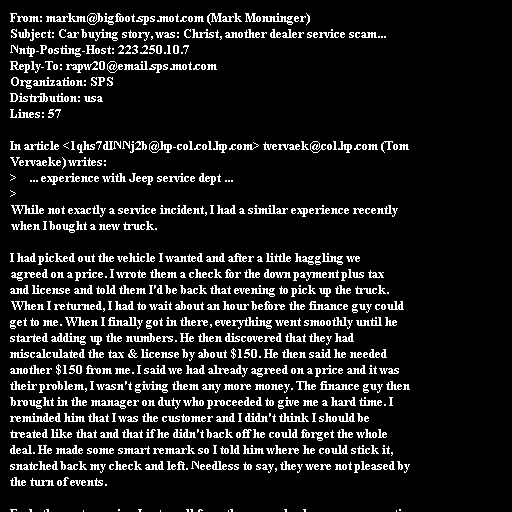 From: markm@bigfoot.sps.mot.com (Mark Monninger)
Subject: Car buying story, was: Christ, another dealer service scam...
Nntp-Posting-Host: 223.250.10.7
Reply-To: rapw20@email.sps.mot.com
Organization: SPS
Distribution: usa
Lines: 57

In article <1qhs7dINNj2b@hp-col.col.hp.com> tvervaek@col.hp.com (Tom
Vervaeke) writes:
>    ... experience with Jeep service dept ...
>
While not exactly a service incident, I had a similar experience recently
when I bought a new truck.

I had picked out the vehicle I wanted and after a little haggling we
agreed on a price. I wrote them a check for the down payment plus tax
and license and told them I'd be back that evening to pick up the truck.
When I returned, I had to wait about an hour before the finance guy could
get to me. When I finally got in there, everything went smoothly until he
started adding up the numbers. He then discovered that they had
miscalculated the tax & license by about $150. He then said he needed
another $150 from me. I said we had already agreed on a price and it was
their problem, I wasn't giving them any more money. The finance guy then
brought in the manager on duty who proceeded to give me a hard time. I
reminded him that I was the customer and I didn't think I should be
treated like that and that if he didn't back off he could forget the whole
deal. He made some smart remark so I told him where he could stick it,
snatched back my check and left. Needless to say, they were not pleased by
the turn of events.